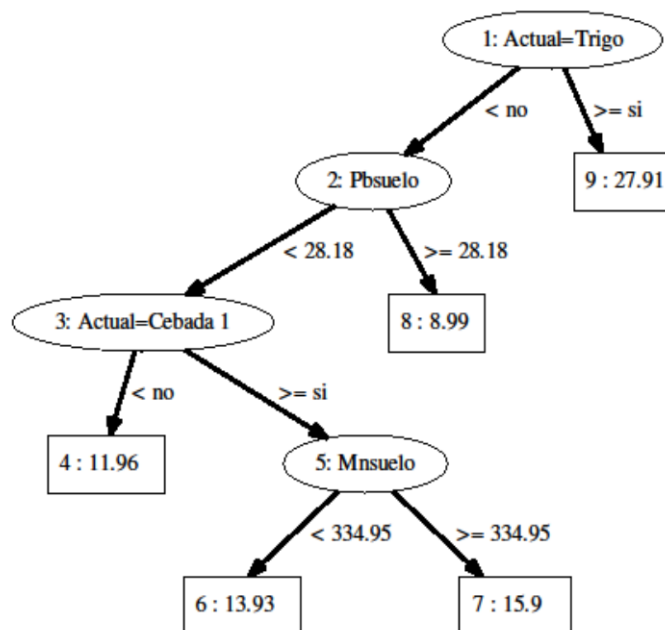 1: Actual=Trigo
< no
>= si
2: Pbsuelo
9 : 27.91
< 28.18
>= 28.18
3: Actual=Cebada 1
8 : 8.99
< no
>= si
4 : 11.96
5: Mnsuelo
< 334.95
>= 334.95
6 : 13.93
7 : 15.9